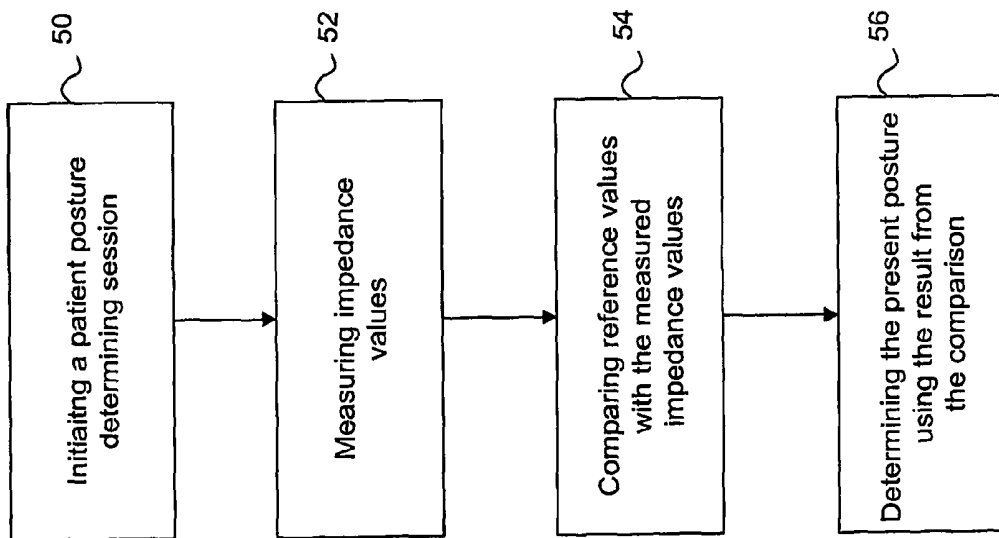 Initiaitng a patient posture
determining session
50
Measuring impedance
values
52
Comparing reference values
with the measured
impedance values
54
Determining the present posture
using the result from
the comparison
56